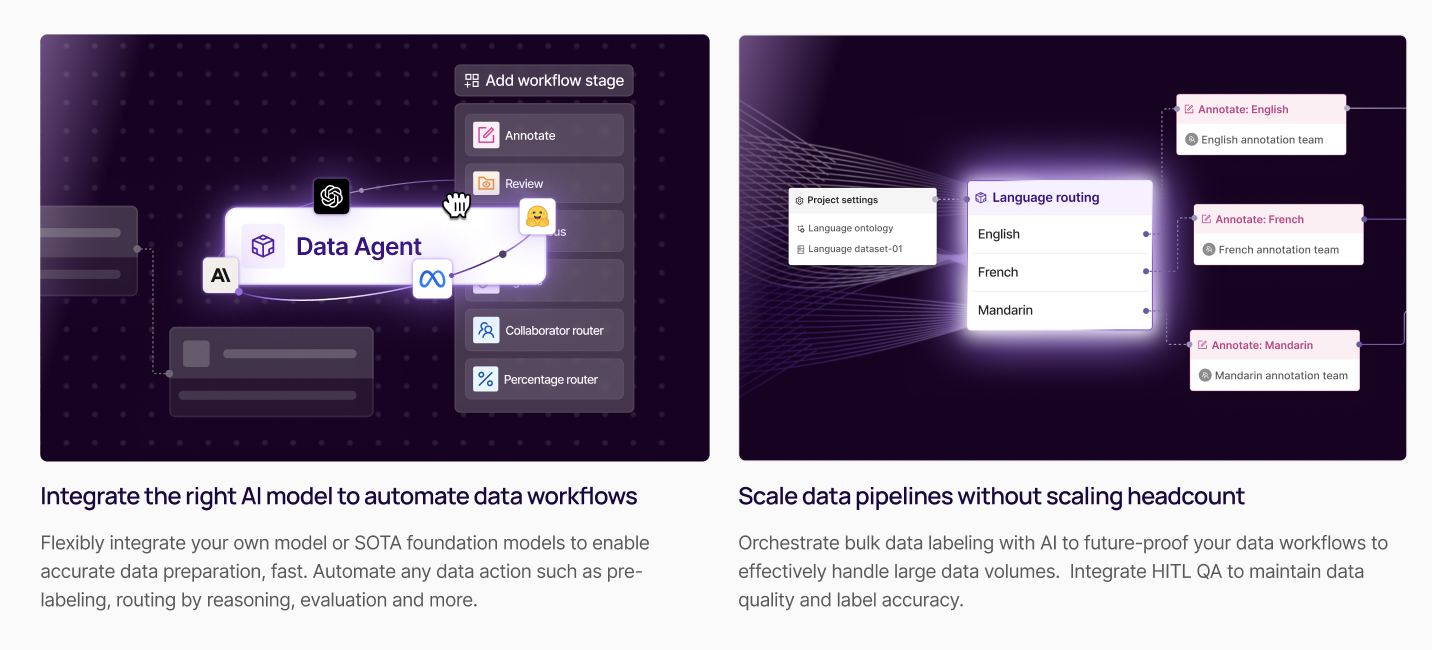 Add workflow stage
Annotate
Review
us
Data Agent
Collaborator router
Percentage router
Integrate the right AI model to automate data workflows
Flexibly integrate your own model or SOTA foundation models to enable
accurate data preparation, fast. Automate any data action such as pre-
labeling, routing by reasoning, evaluation and more.
Project settings
Language ontology
Language dataset-01
Language routing
English
French
Mandarin
Annotate: English
English annotation team
Annotate: French
French annotation team
Annotate: Mandarin
Mandarin annotation team
Scale data pipelines without scaling headcount
Orchestrate bulk data labeling with AI to future-proof your data workflows to
effectively handle large data volumes.  Integrate HITL QA to maintain data
quality and label accuracy.